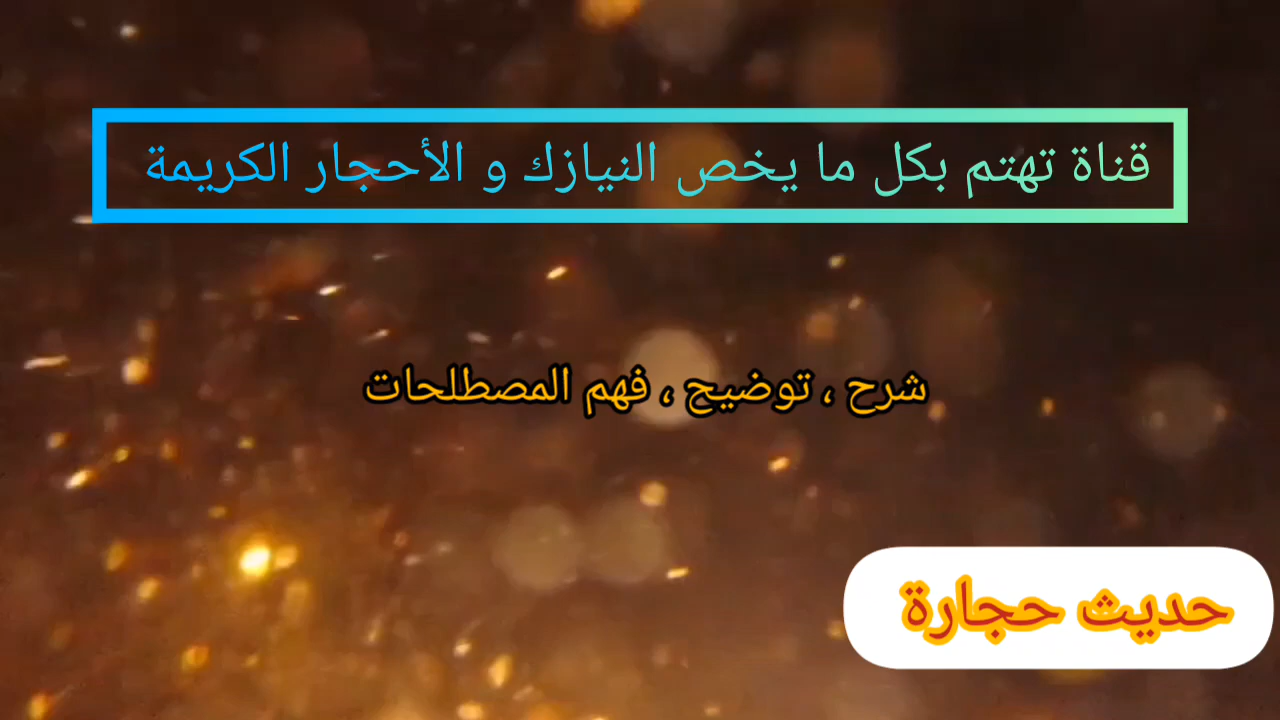 قناة تهتم بكل ما يخص النيازك و الأحجار الكريمة
شرح ، توضيح ، فهم المصطلحات
حديث حجارة